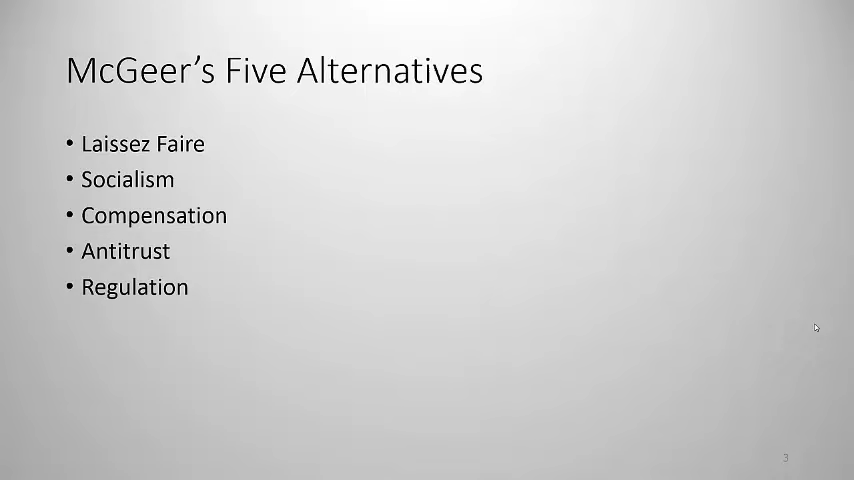 McGeer’s Five Alternatives
• Laissez Faire
• Socialism
• Compensation
• Antitrust
• Regulation
3